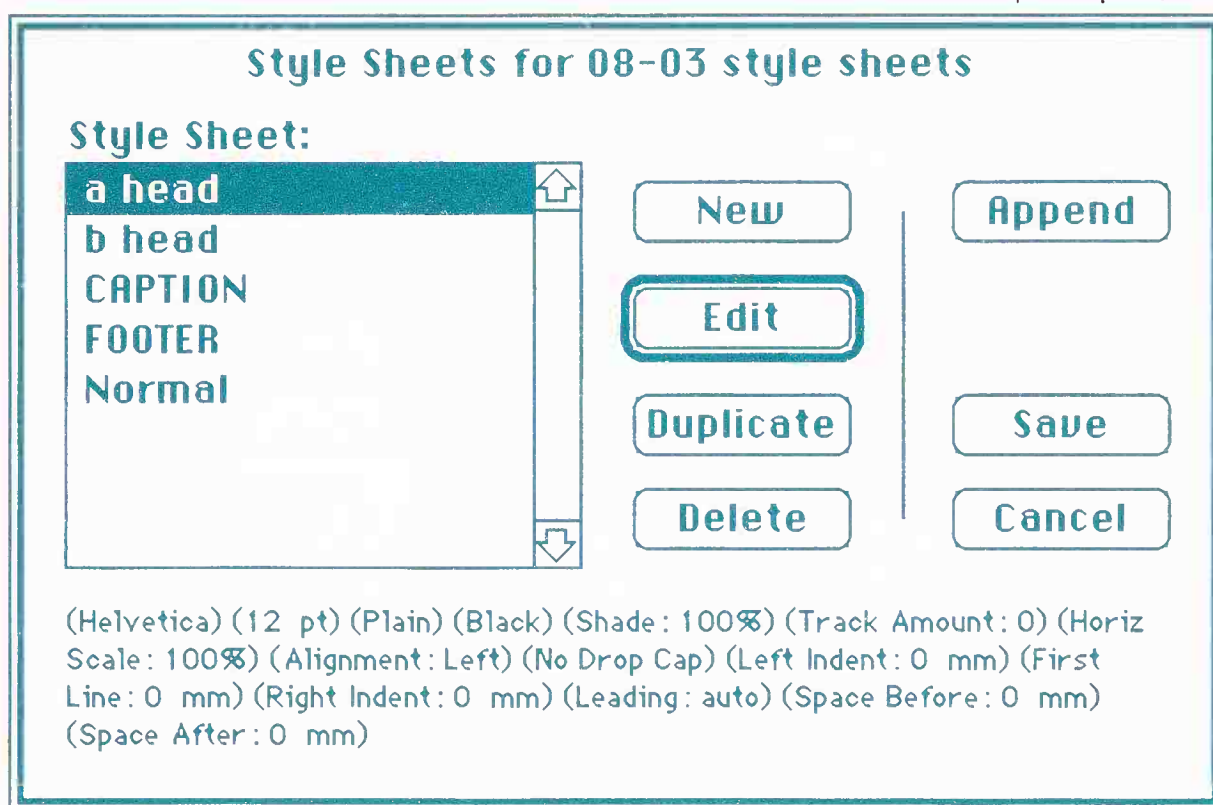 Style Sheets for 08-03 style sheets
Style Sheet:
a head
b head
CAPTION
FOOTER
Normal
New
Edit
Duplicate
Delete
Append
Save
Cancel
(Helvetica) (12 pt) (Plain) (Black) (Shade: 100%) (Track Amount: 0) (Horiz
Scale: 100%) (Alignment: Left) (No Drop Cap) (Left Indent: 0 mm) (First
Line: 0 mm) (Right Indent: 0 mm) (Leading: auto) (Space Before: 0 mm)
(Space After: 0 mm)